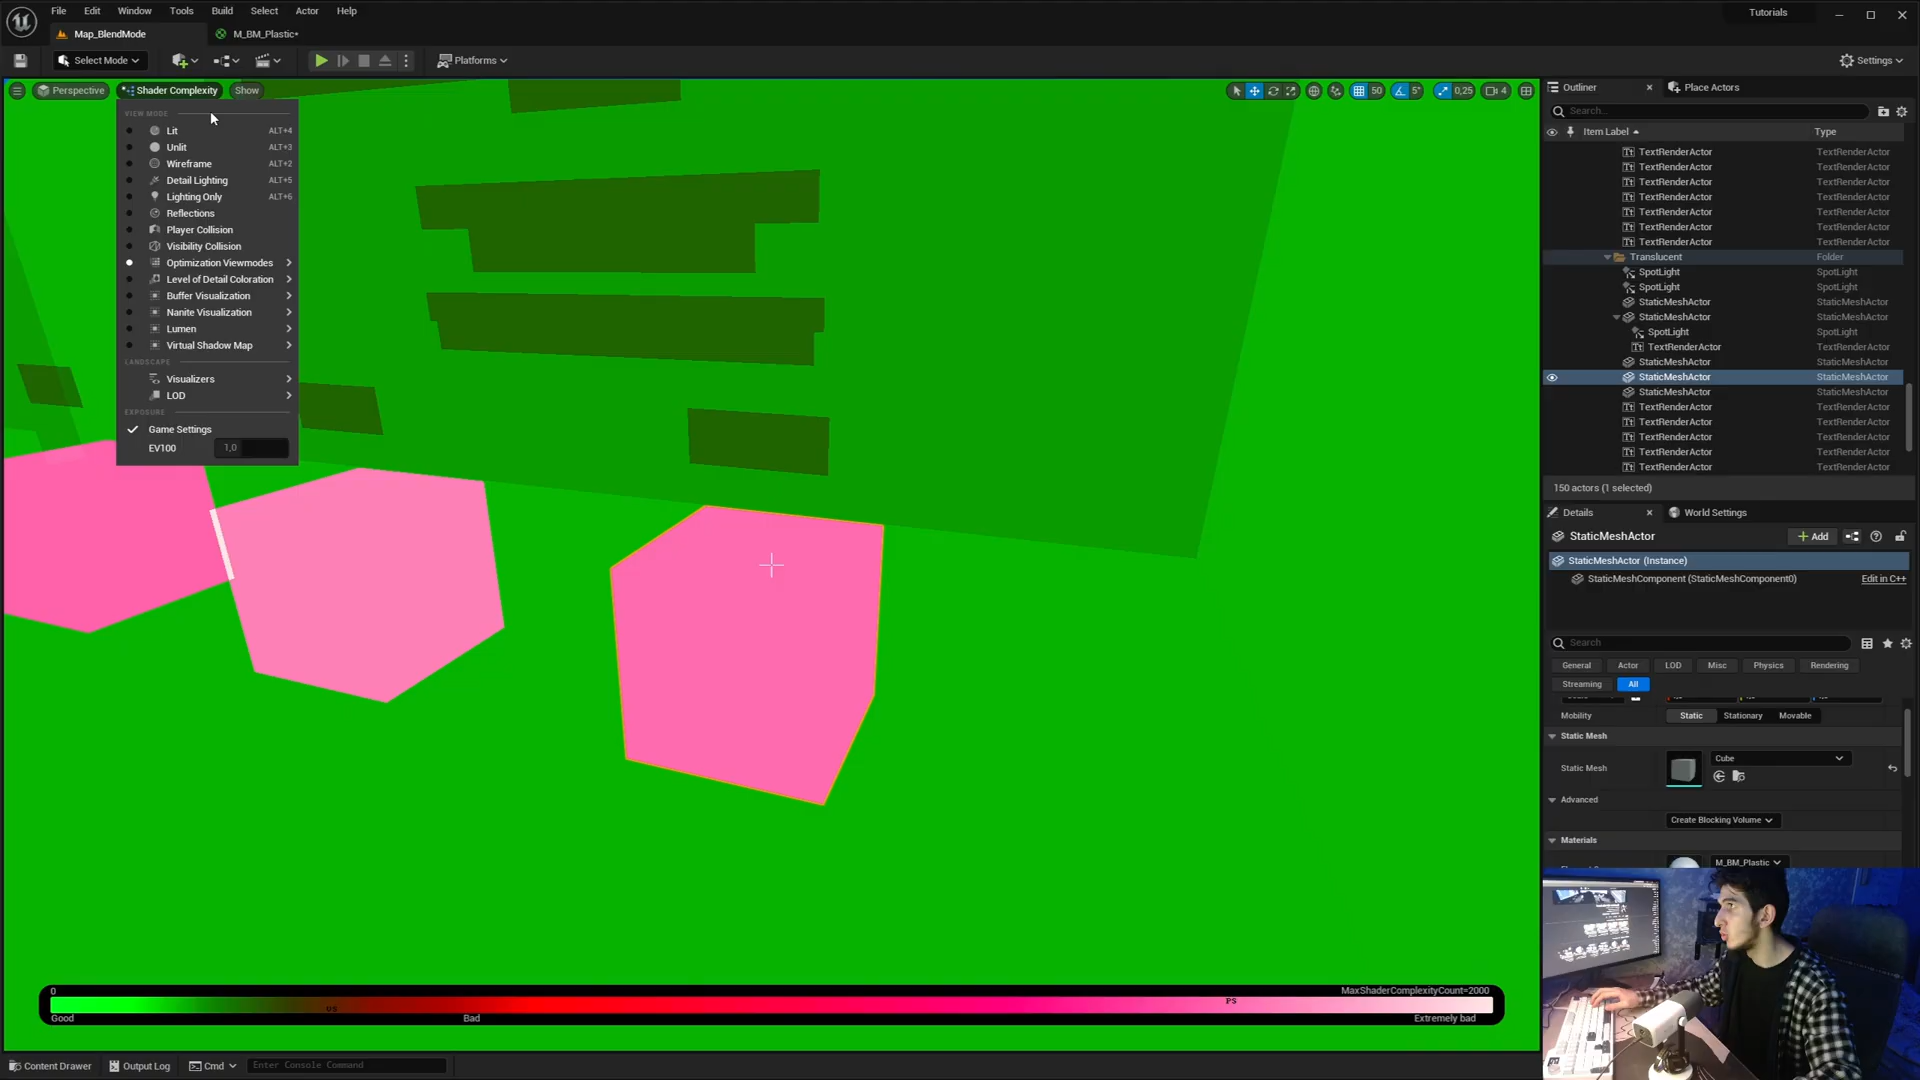 File Edit Window Tools Build Select Actor Help
Tutorials
Map_BlendMode
M_BM_Plastic*
Select Mode
Platforms
Settings
Perspective
Shader Complexity
Show
50
5°
0,25
4
VIEW MODE
Lit ALT+4
Unlit ALT+3
Wireframe ALT+2
Detail Lighting ALT+5
Lighting Only ALT+6
Reflections
Player Collision
Visibility Collision
Optimization Viewmodes
Level of Detail Coloration
Buffer Visualization
Nanite Visualization
Lumen
Virtual Shadow Map
LANDSCAPE
Visualizers
LOD
EXPOSURE
Game Settings
EV100 1,0
0
MaxShaderComplexityCount=2000
PS
Good
Bad
Extremely bad
Outliner
Place Actors
Search...
Item Label Type
TextRenderActor TextRenderActor
TextRenderActor TextRenderActor
TextRenderActor TextRenderActor
TextRenderActor TextRenderActor
TextRenderActor TextRenderActor
TextRenderActor TextRenderActor
TextRenderActor TextRenderActor
Translucent Folder
SpotLight SpotLight
SpotLight SpotLight
StaticMeshActor StaticMeshActor
StaticMeshActor StaticMeshActor
SpotLight SpotLight
TextRenderActor TextRenderActor
StaticMeshActor StaticMeshActor
StaticMeshActor StaticMeshActor
StaticMeshActor StaticMeshActor
TextRenderActor TextRenderActor
TextRenderActor TextRenderActor
TextRenderActor TextRenderActor
TextRenderActor TextRenderActor
TextRenderActor TextRenderActor
150 actors (1 selected)
Details
World Settings
StaticMeshActor
Add
StaticMeshActor (Instance)
StaticMeshComponent (StaticMeshComponent0) Edit in C++
Search
General Actor LOD Misc Physics Rendering
Streaming All
Mobility Static Stationary Movable
Static Mesh
Static Mesh Cube
Advanced
Create Blocking Volume
Materials
M_BM_Plastic
Content Drawer
Output Log
Cmd
Enter Console Command